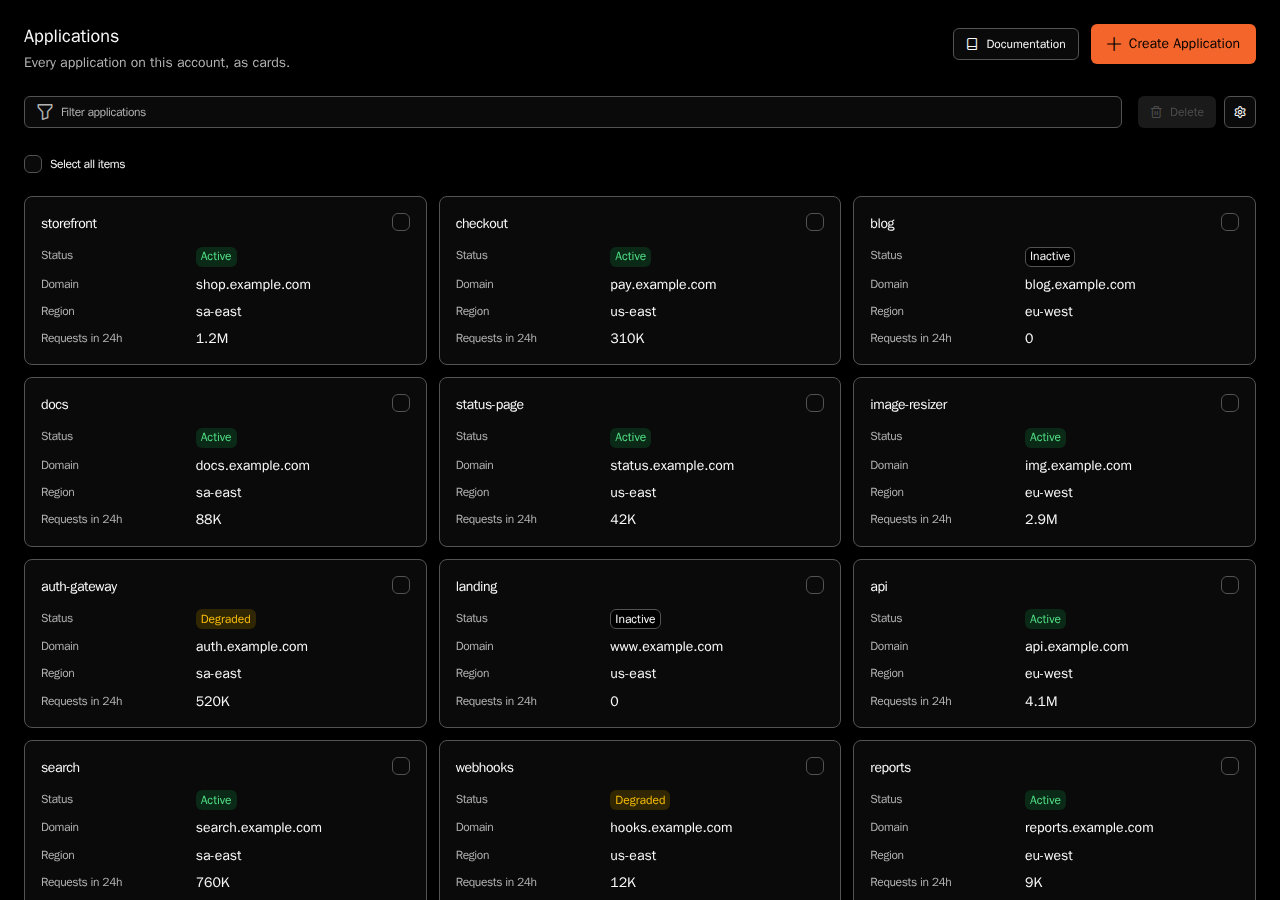 Applications
Every application on this account, as cards.
Documentation
Create Application
Filter applications
Delete
Select all items
storefront
Status Active
Domain shop.example.com
Region sa-east
Requests in 24h 1.2M
checkout
Status Active
Domain pay.example.com
Region us-east
Requests in 24h 310K
blog
Status Inactive
Domain blog.example.com
Region eu-west
Requests in 24h 0
docs
Status Active
Domain docs.example.com
Region sa-east
Requests in 24h 88K
status-page
Status Active
Domain status.example.com
Region us-east
Requests in 24h 42K
image-resizer
Status Active
Domain img.example.com
Region eu-west
Requests in 24h 2.9M
auth-gateway
Status Degraded
Domain auth.example.com
Region sa-east
Requests in 24h 520K
landing
Status Inactive
Domain www.example.com
Region us-east
Requests in 24h 0
api
Status Active
Domain api.example.com
Region eu-west
Requests in 24h 4.1M
search
Status Active
Domain search.example.com
Region sa-east
Requests in 24h 760K
webhooks
Status Degraded
Domain hooks.example.com
Region us-east
Requests in 24h 12K
reports
Status Active
Domain reports.example.com
Region eu-west
Requests in 24h 9K